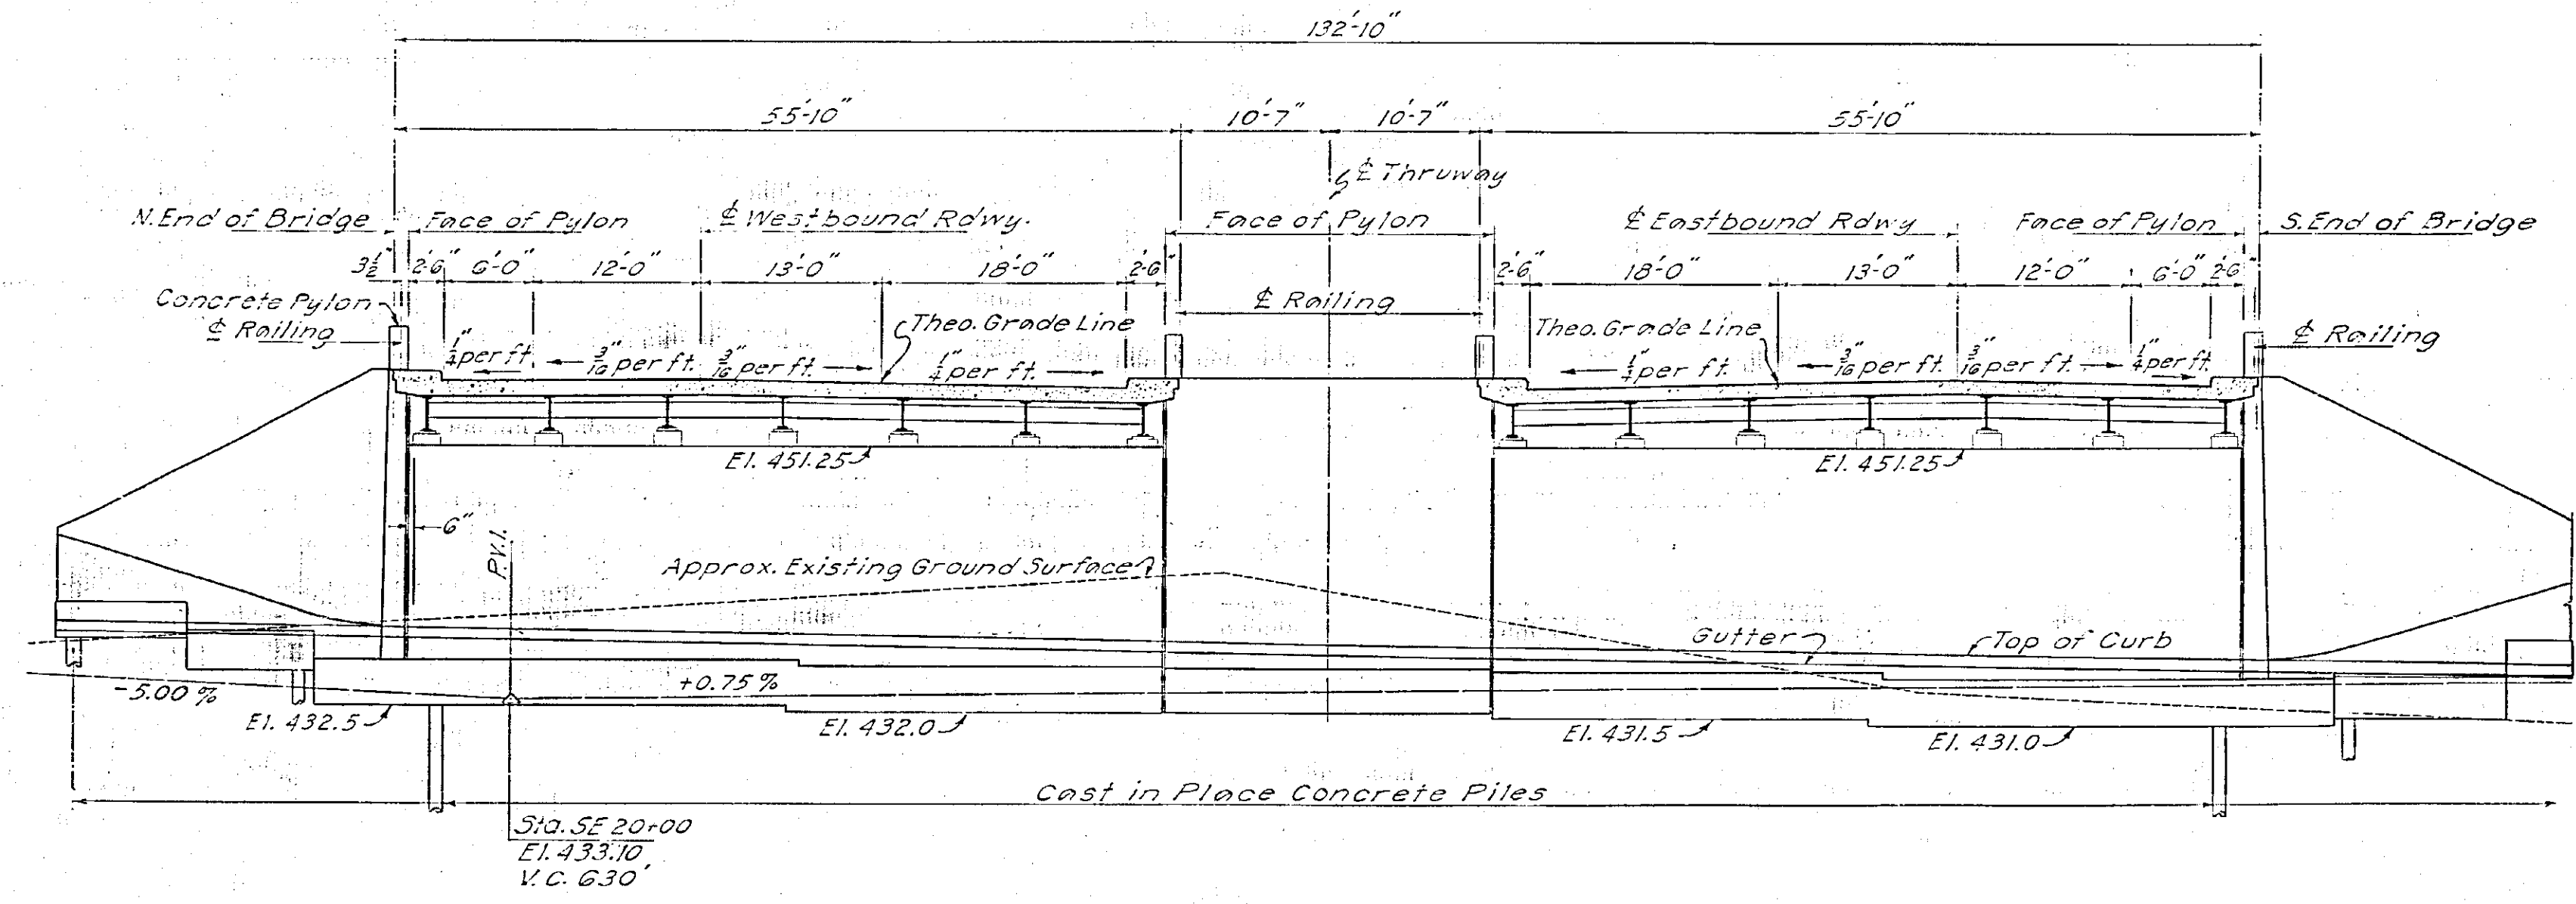 132'-10"
55'-10"
10'-7"
10'-7"
55'-10"
℄ Thruway
N. End of Bridge
Face of Pylon
℄ Westbound Rdwy.
Face of Pylon
℄ Eastbound Rdwy
Face of Pylon
S. End of Bridge
3½"
2'-6"
6'-0"
12'-0"
13'-0"
18'-0"
2'-6"
2'-6"
18'-0"
13'-0"
12'-0"
6'-0"
2'-6"
Concrete Pylon
℄ Railing
℄ Railing
Theo. Grade Line
Theo. Grade Line
℄ Railing
1/4" per ft.
3/16" per ft.
3/16" per ft.
1/4" per ft.
1/4" per ft.
3/16" per ft.
3/16" per ft.
1/4" per ft.
El. 451.25
El. 451.25
6"
P.V.I.
Approx. Existing Ground Surface
Gutter
Top of Curb
-5.00 %
+0.75 %
El. 432.5
El. 432.0
El. 431.5
El. 431.0
Cast in Place Concrete Piles
Sta. SE 20+00
El. 433.10
V.C. 630'